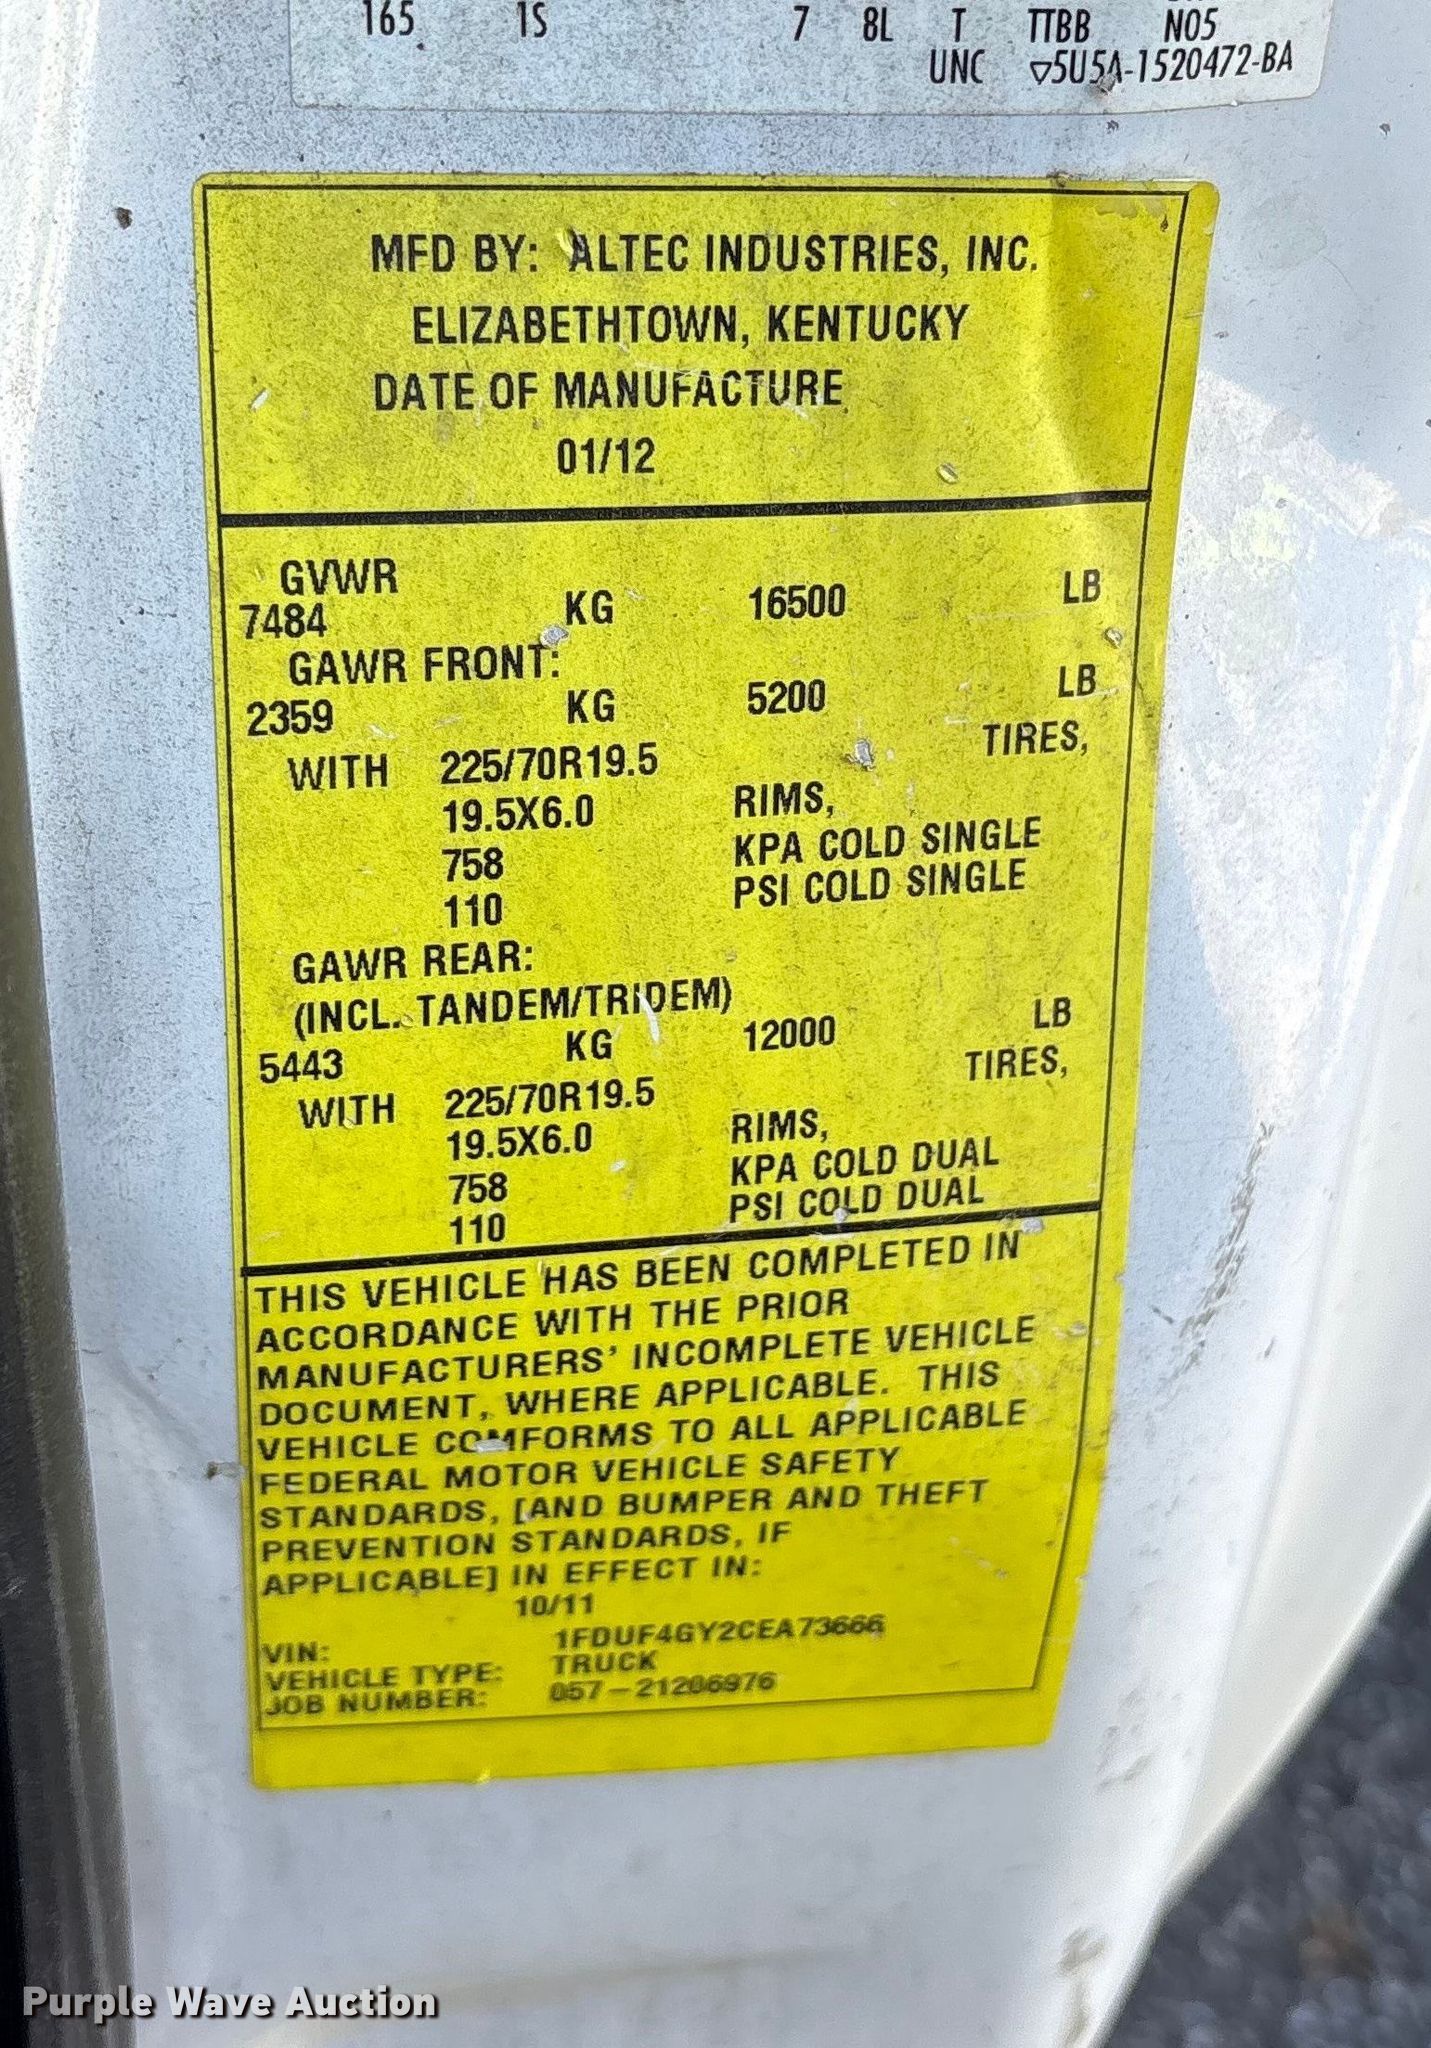 165 1S 7 8L T TTBB N05
UNC ▽5U5A-1520472-BA
MFD BY: ALTEC INDUSTRIES, INC.
ELIZABETHTOWN, KENTUCKY
DATE OF MANUFACTURE
01/12
GVWR
7484 KG 16500 LB
GAWR FRONT:
2359 KG 5200 LB
WITH 225/70R19.5 TIRES,
19.5X6.0 RIMS,
758 KPA COLD SINGLE
110 PSI COLD SINGLE
GAWR REAR:
(INCL. TANDEM/TRIDEM)
5443 KG 12000 LB
WITH 225/70R19.5 TIRES,
19.5X6.0 RIMS,
758 KPA COLD DUAL
110 PSI COLD DUAL
THIS VEHICLE HAS BEEN COMPLETED IN
ACCORDANCE WITH THE PRIOR
MANUFACTURERS' INCOMPLETE VEHICLE
DOCUMENT, WHERE APPLICABLE. THIS
VEHICLE COMFORMS TO ALL APPLICABLE
FEDERAL MOTOR VEHICLE SAFETY
STANDARDS, [AND BUMPER AND THEFT
PREVENTION STANDARDS, IF
APPLICABLE] IN EFFECT IN:
10/11
VIN: 1FDUF4GY2CEA73666
VEHICLE TYPE: TRUCK
JOB NUMBER: 057-21206976
Purple Wave Auction